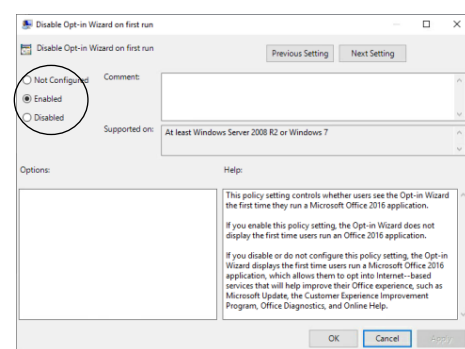 Disable Opt-in Wizard on first run
Disable Opt-in Wizard on first run
Previous Setting
Next Setting
Not Configured
Comment:
Enabled
Disabled
Supported on:
At least Windows Server 2008 R2 or Windows 7
Options:
Help:
This policy setting controls whether users see the Opt-in Wizard
the first time they run a Microsoft Office 2016 application.
If you enable this policy setting, the Opt-in Wizard does not
display the first time users run an Office 2016 application.
If you disable or do not configure this policy setting, the Opt-in
Wizard displays the first time users run a Microsoft Office 2016
application, which allows them to opt into Internet--based
services that will help improve their Office experience, such as
Microsoft Update, the Customer Experience Improvement
Program, Office Diagnostics, and Online Help.
OK
Cancel
Apply